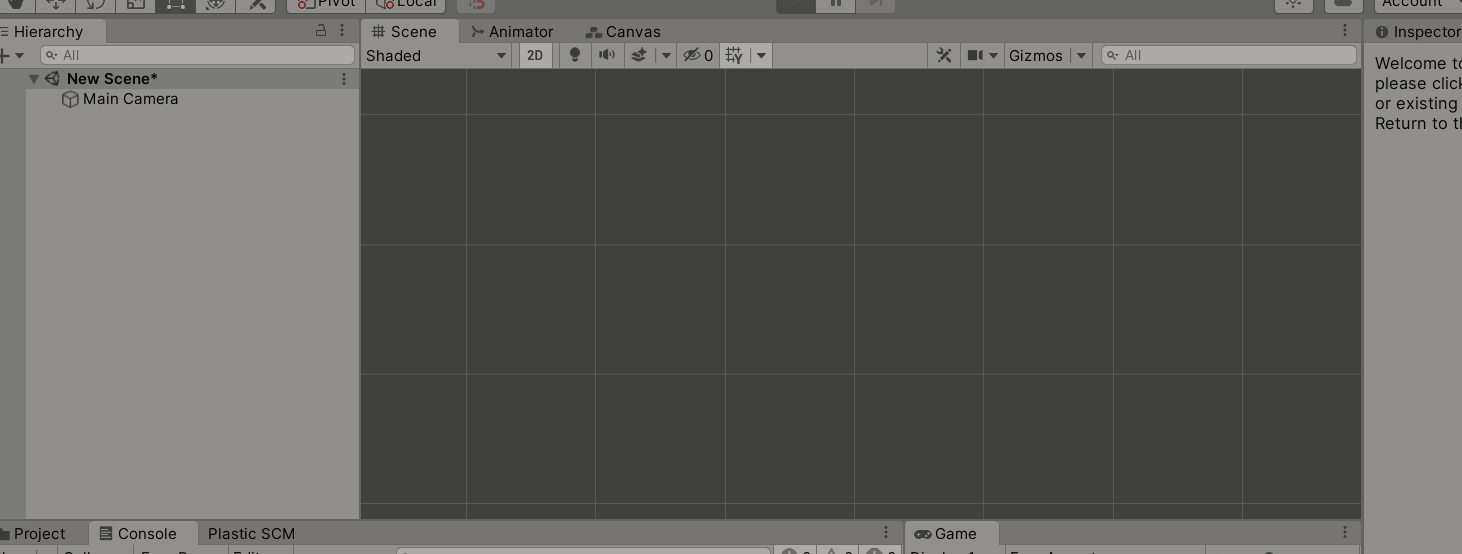 Pivot
Local
Account
Hierarchy
Scene
Animator
Canvas
Inspector
All
Shaded
2D
0
Gizmos
All
New Scene*
Main Camera
Welcome to
please click
or existing
Return to
Project
Console
Plastic SCM
Game